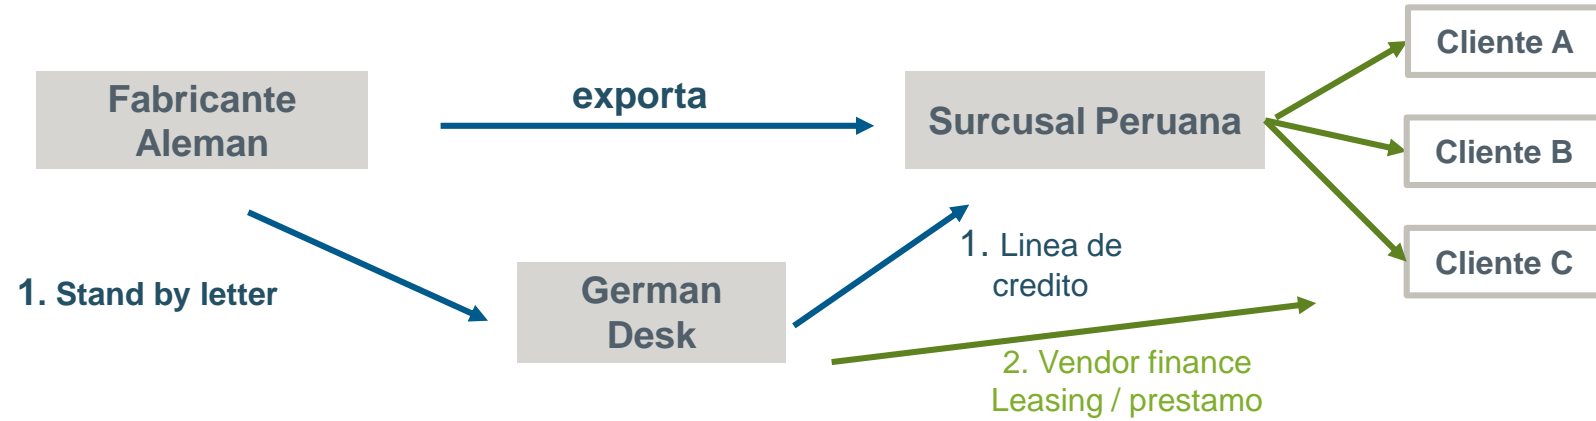 Cliente A
Fabricante
Aleman
exporta
Surcusal Peruana
Cliente B
1. Linea de
credito
Cliente C
1. Stand by letter
German
Desk
2. Vendor finance
Leasing / prestamo